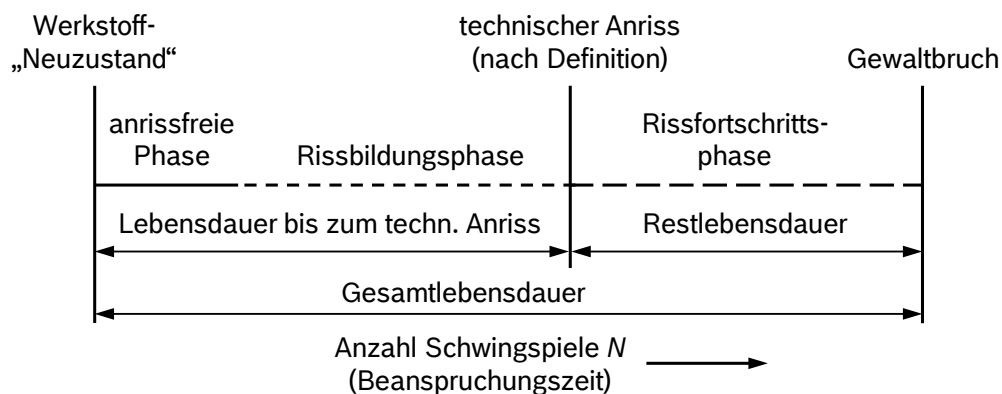 Werkstoff-
„Neuzustand“
technischer Anriss
(nach Definition)
Gewaltbruch
anrissfreie
Phase
Rissbildungsphase
Rissfortschritts-
phase
Lebensdauer bis zum techn. Anriss
Restlebensdauer
Gesamtlebensdauer
Anzahl Schwingspiele N
(Beanspruchungszeit)